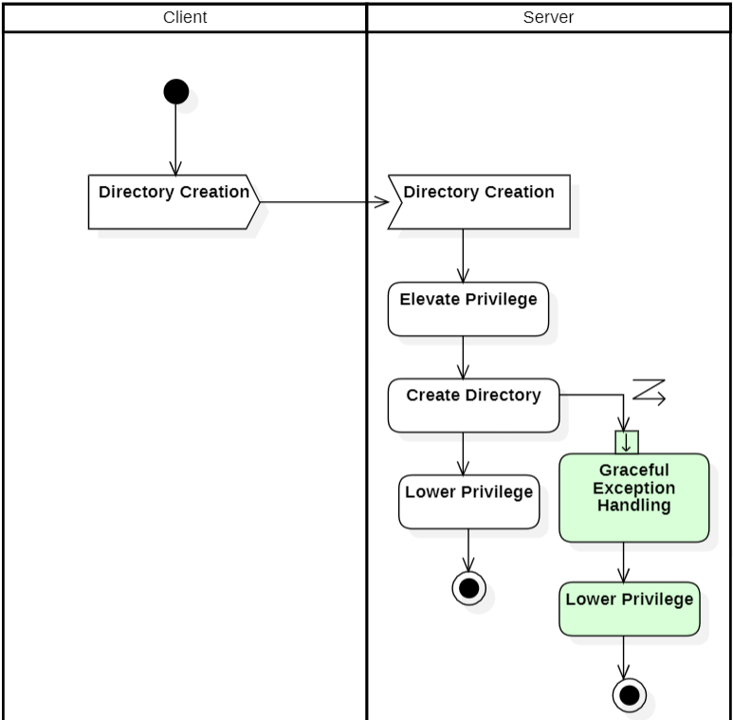 Client
Server
Directory Creation
Directory Creation
Elevate Privilege
Create Directory
Lower Privilege
Graceful
Exception
Handling
Lower Privilege